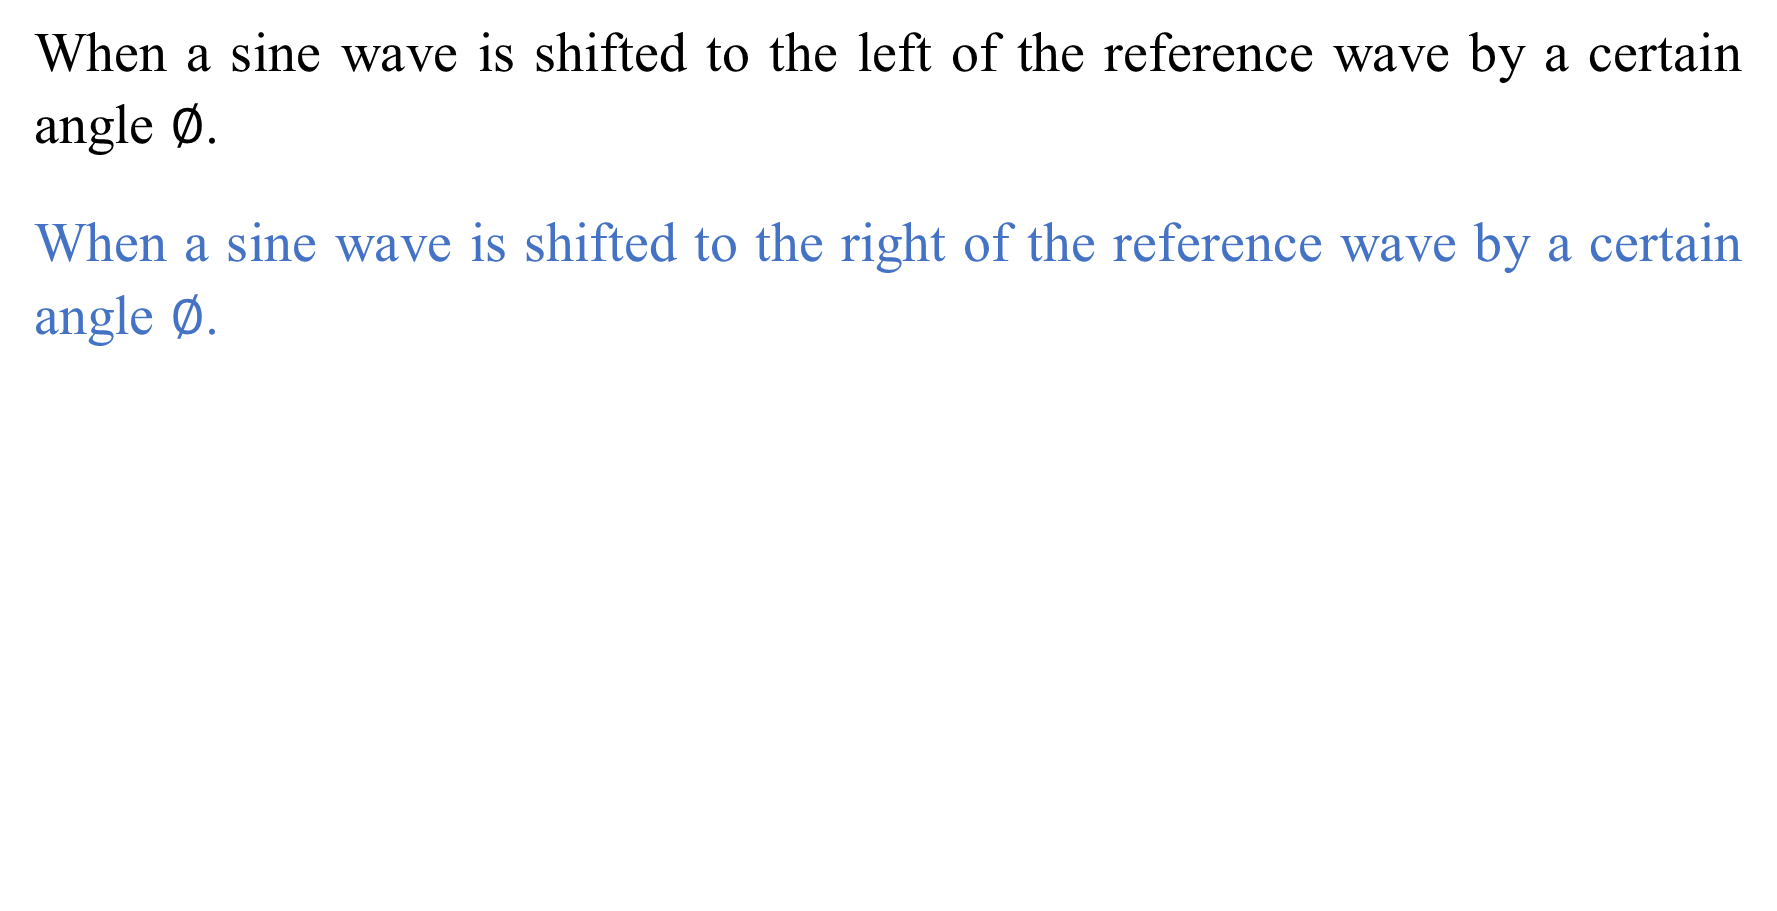 When a sine wave is shifted to the left of the reference wave by a certain
angle ∅.
When a sine wave is shifted to the right of the reference wave by a certain
angle ∅.